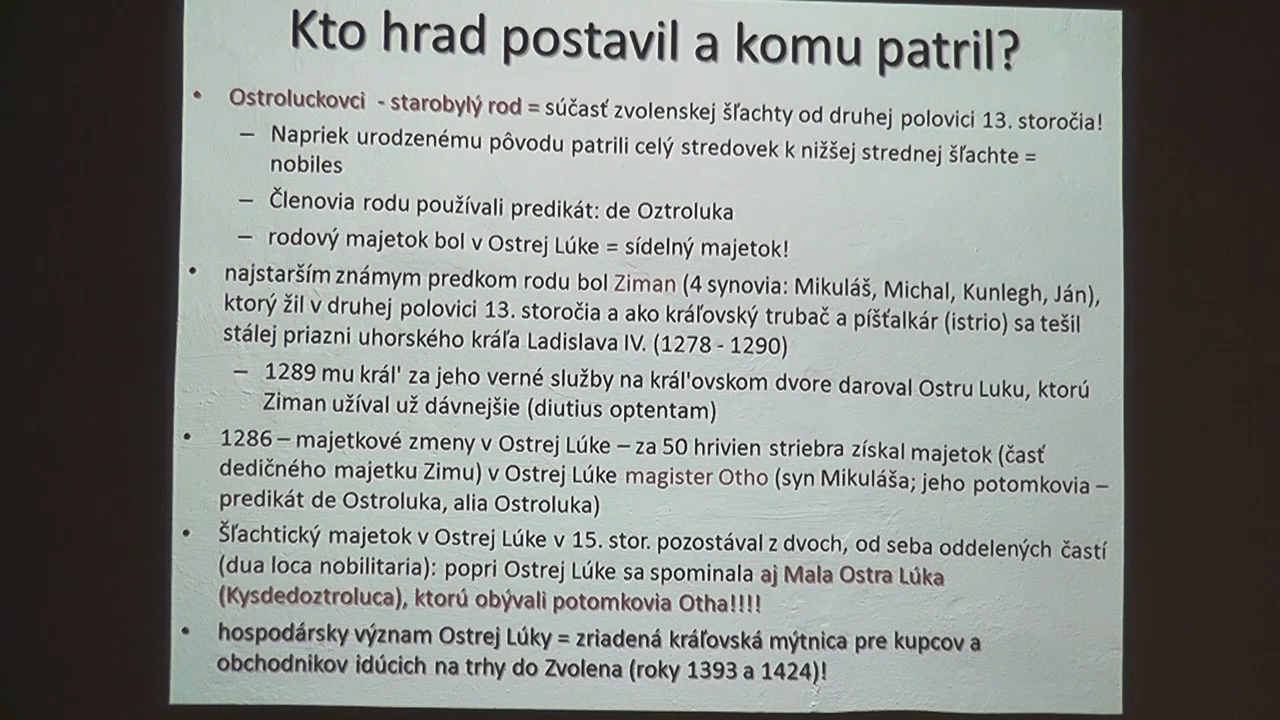 Kto hrad postavil a komu patril?
• Ostroluckovci - starobylý rod = súčasť zvolenskej šľachty od druhej polovici 13. storočia!
– Napriek urodzenému pôvodu patrili celý stredovek k nižšej strednej šľachte =
nobiles
– Členovia rodu používali predikát: de Oztroluka
– rodový majetok bol v Ostrej Lúke = sídelný majetok!
• najstarším známym predkom rodu bol Ziman (4 synovia: Mikuláš, Michal, Kunlegh, Ján),
ktorý žil v druhej polovici 13. storočia a ako kráľovský trubač a píšťalkár (istrio) sa tešil
stálej priazni uhorského kráľa Ladislava IV. (1278 - 1290)
– 1289 mu král' za jeho verné služby na král'ovskom dvore daroval Ostru Luku, ktorú
Ziman užíval už dávnejšie (diutius optentam)
• 1286 – majetkové zmeny v Ostrej Lúke – za 50 hrivien striebra získal majetok (časť
dedičného majetku Zimu) v Ostrej Lúke magister Otho (syn Mikuláša; jeho potomkovia –
predikát de Ostroluka, alia Ostroluka)
• Šľachtický majetok v Ostrej Lúke v 15. stor. pozostával z dvoch, od seba oddelených častí
(dua loca nobilitaria): popri Ostrej Lúke sa spominala aj Mala Ostra Lúka
(Kysdedoztroluca), ktorú obývali potomkovia Otha!!!!
• hospodársky význam Ostrej Lúky = zriadená kráľovská mýtnica pre kupcov a
obchodnikov idúcich na trhy do Zvolena (roky 1393 a 1424)!